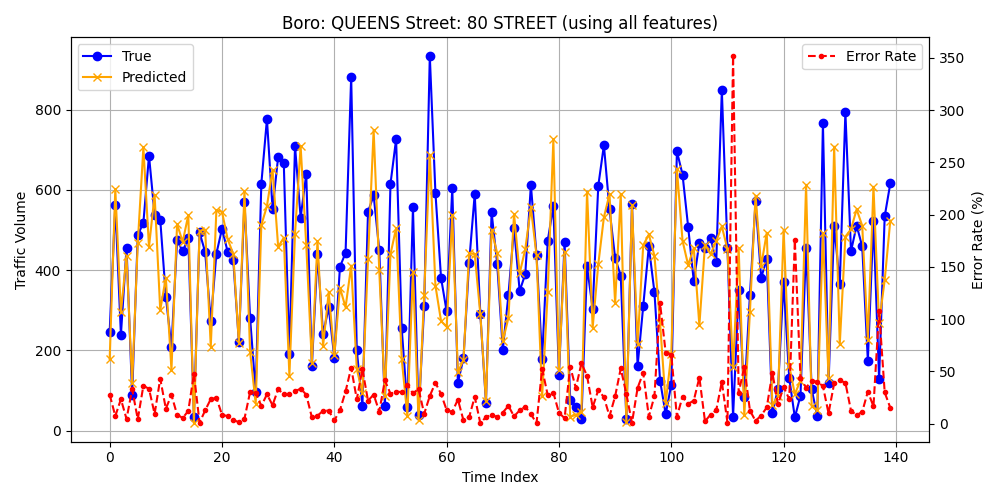 Boro: QUEENS Street: 80 STREET (using all features)
True
Predicted
Error Rate
Traffic Volume
0
200
400
600
800
Error Rate (%)
0
50
100
150
200
250
300
350
0 20 40 60 80 100 120 140
Time Index